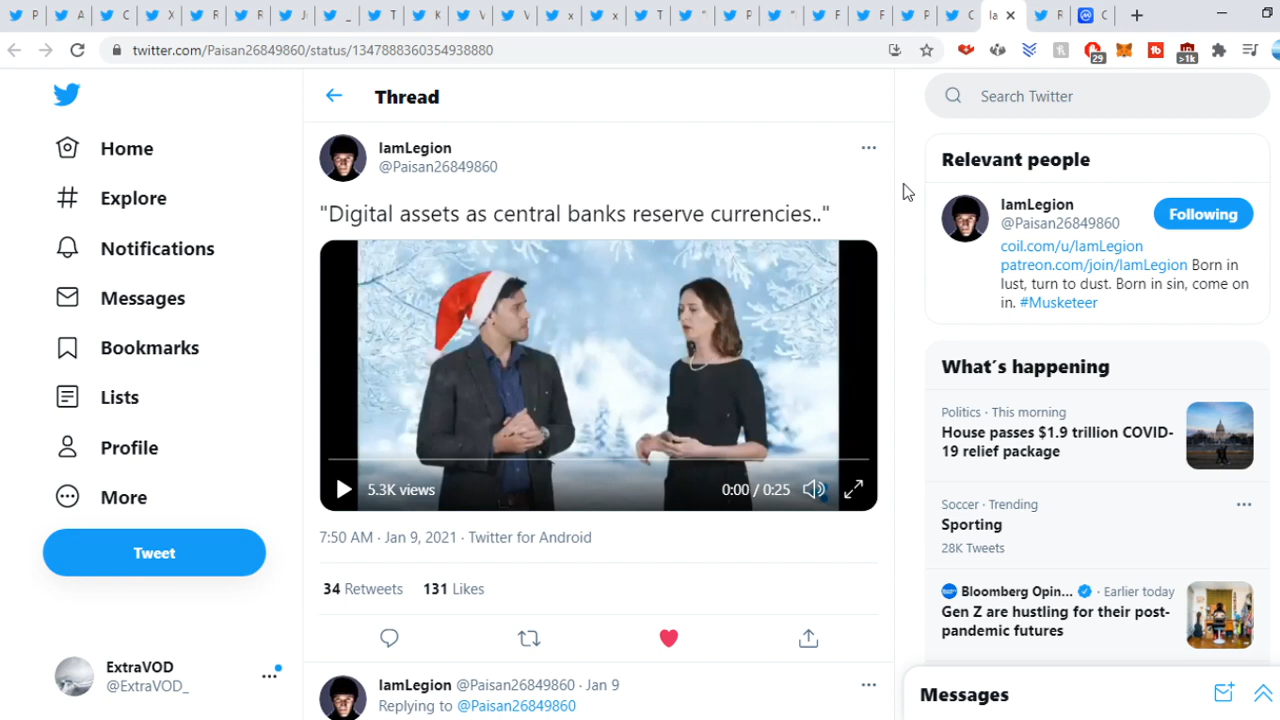 P
A
C
X
R
R
J
_
T
K
V
V
x
x
T
"
P
"
F
F
P
C
Ia
R
C
twitter.com/Paisan26849860/status/1347888360354938880
29
>1k
Home
Explore
Notifications
Messages
Bookmarks
Lists
Profile
More
Tweet
ExtraVOD
@ExtraVOD_
Thread
IamLegion
@Paisan26849860
"Digital assets as central banks reserve currencies.."
5.3K views
0:00 / 0:25
7:50 AM · Jan 9, 2021 · Twitter for Android
34 Retweets 131 Likes
IamLegion @Paisan26849860 · Jan 9
Replying to @Paisan26849860
Search Twitter
Relevant people
IamLegion
@Paisan26849860
Following
coil.com/u/IamLegion
patreon.com/join/IamLegion Born in
lust, turn to dust. Born in sin, come on
in. #Musketeer
What's happening
Politics · This morning
House passes $1.9 trillion COVID-
19 relief package
Soccer · Trending
Sporting
28K Tweets
Bloomberg Opin... · Earlier today
Gen Z are hustling for their post-
pandemic futures
Messages